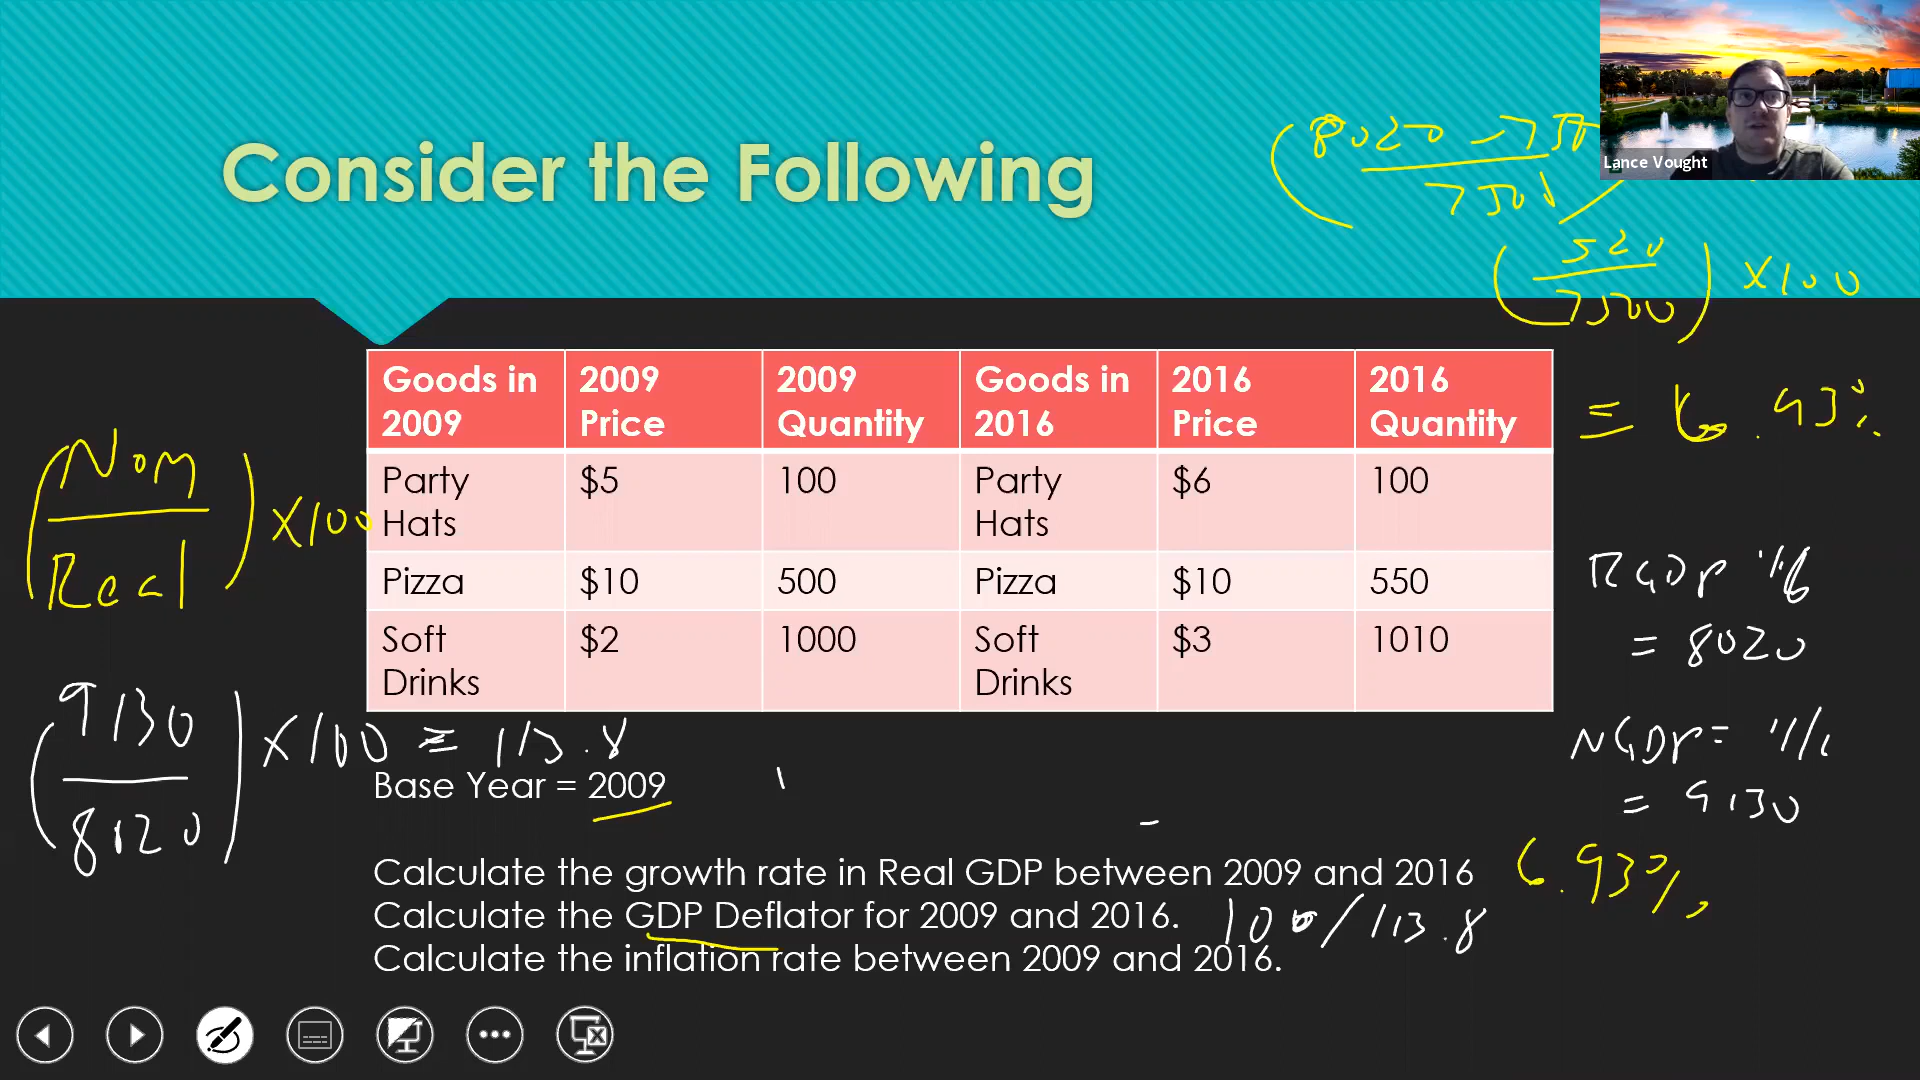 Consider the Following
(8020 - 750
7500
Lance Vought
(520
7500) x100
= 6.93%
Goods in 2009 | 2009 Price | 2009 Quantity | Goods in 2016 | 2016 Price | 2016 Quantity
Party Hats | $5 | 100 | Party Hats | $6 | 100
Pizza | $10 | 500 | Pizza | $10 | 550
Soft Drinks | $2 | 1000 | Soft Drinks | $3 | 1010
(Nom
Real) x100
RGDP '16
= 8020
NGDP =
= 9130
(9130
8020) x100 = 113.8
Base Year = 2009
Calculate the growth rate in Real GDP between 2009 and 2016 6.93%
Calculate the GDP Deflator for 2009 and 2016. 100/113.8
Calculate the inflation rate between 2009 and 2016.